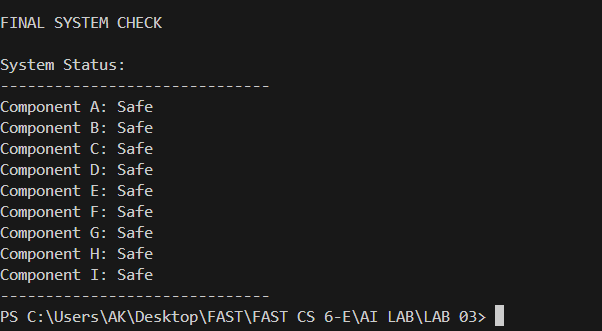 FINAL SYSTEM CHECK
System Status:
------------------------------
Component A: Safe
Component B: Safe
Component C: Safe
Component D: Safe
Component E: Safe
Component F: Safe
Component G: Safe
Component H: Safe
Component I: Safe
------------------------------
PS C:\Users\AK\Desktop\FAST\FAST CS 6-E\AI LAB\LAB 03>